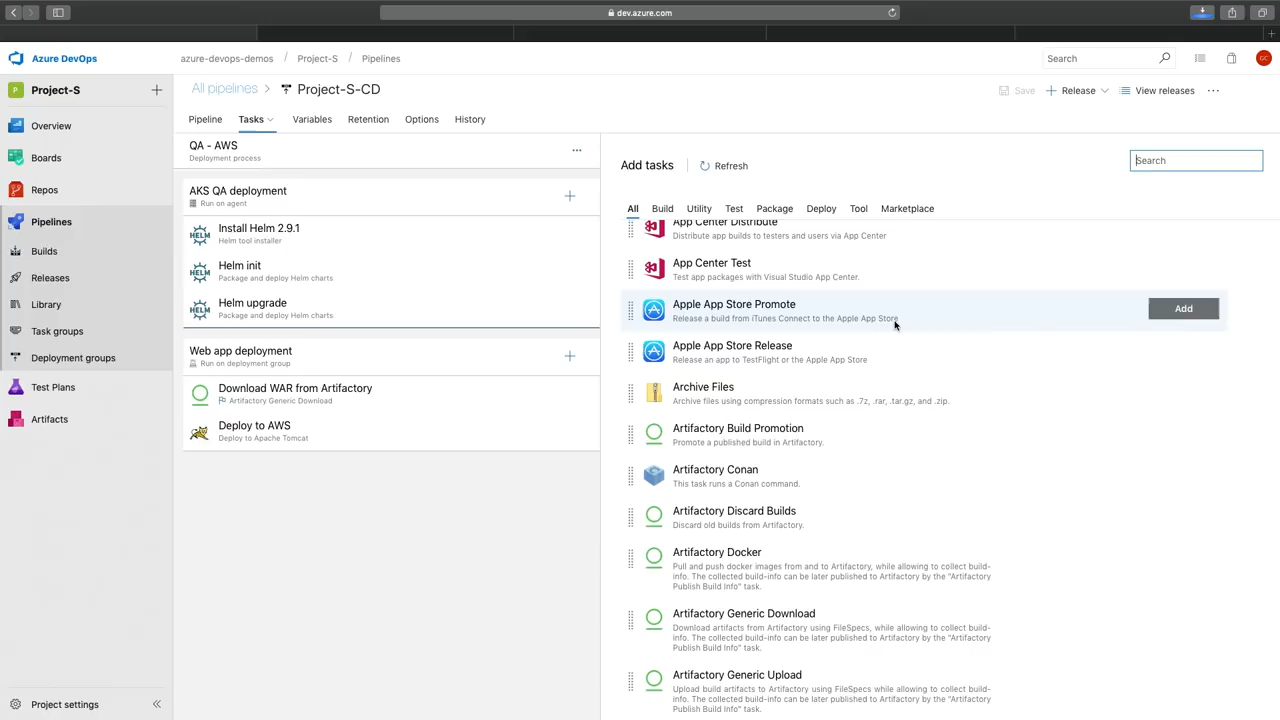 dev.azure.com
Azure DevOps
azure-devops-demos / Project-S / Pipelines
Search
GC
P Project-S
All pipelines > Project-S-CD
Save
Release
View releases
Overview
Boards
Repos
Pipelines
Builds
Releases
Library
Task groups
Deployment groups
Test Plans
Artifacts
Project settings
Pipeline Tasks Variables Retention Options History
QA - AWS
Deployment process
AKS QA deployment
Run on agent
Install Helm 2.9.1
Helm tool installer
Helm init
Package and deploy Helm charts
Helm upgrade
Package and deploy Helm charts
Web app deployment
Run on deployment group
Download WAR from Artifactory
Artifactory Generic Download
Deploy to AWS
Deploy to Apache Tomcat
Add tasks
Refresh
Search
All Build Utility Test Package Deploy Tool Marketplace
App Center Distribute
Distribute app builds to testers and users via App Center
App Center Test
Test app packages with Visual Studio App Center.
Apple App Store Promote
Release a build from iTunes Connect to the Apple App Store
Add
Apple App Store Release
Release an app to TestFlight or the Apple App Store
Archive Files
Archive files using compression formats such as .7z, .rar, .tar.gz, and .zip.
Artifactory Build Promotion
Promote a published build in Artifactory.
Artifactory Conan
This task runs a Conan command.
Artifactory Discard Builds
Discard old builds from Artifactory.
Artifactory Docker
Pull and push docker images from and to Artifactory, while allowing to collect build-
info. The collected build-info can be later published to Artifactory by the "Artifactory
Publish Build Info" task.
Artifactory Generic Download
Download artifacts from Artifactory using FileSpecs, while allowing to collect build-
info. The collected build-info can be later published to Artifactory by the "Artifactory
Publish Build Info" task.
Artifactory Generic Upload
Upload build artifacts to Artifactory using FileSpecs while allowing to collect build-
info. The collected build-info can be later published to Artifactory by the "Artifactory
Publish Build Info" task.